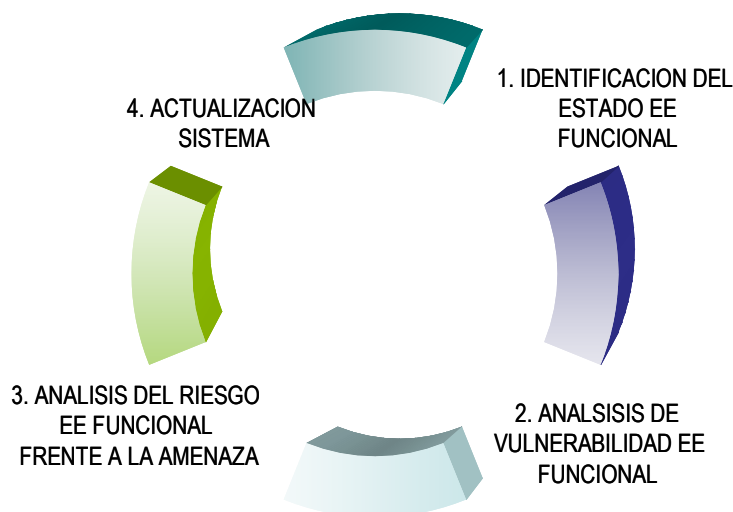 1. IDENTIFICACION DEL
ESTADO EE
FUNCIONAL
2. ANALSISIS DE
VULNERABILIDAD EE
FUNCIONAL
3. ANALISIS DEL RIESGO
EE FUNCIONAL
FRENTE A LA AMENAZA
4. ACTUALIZACION
SISTEMA